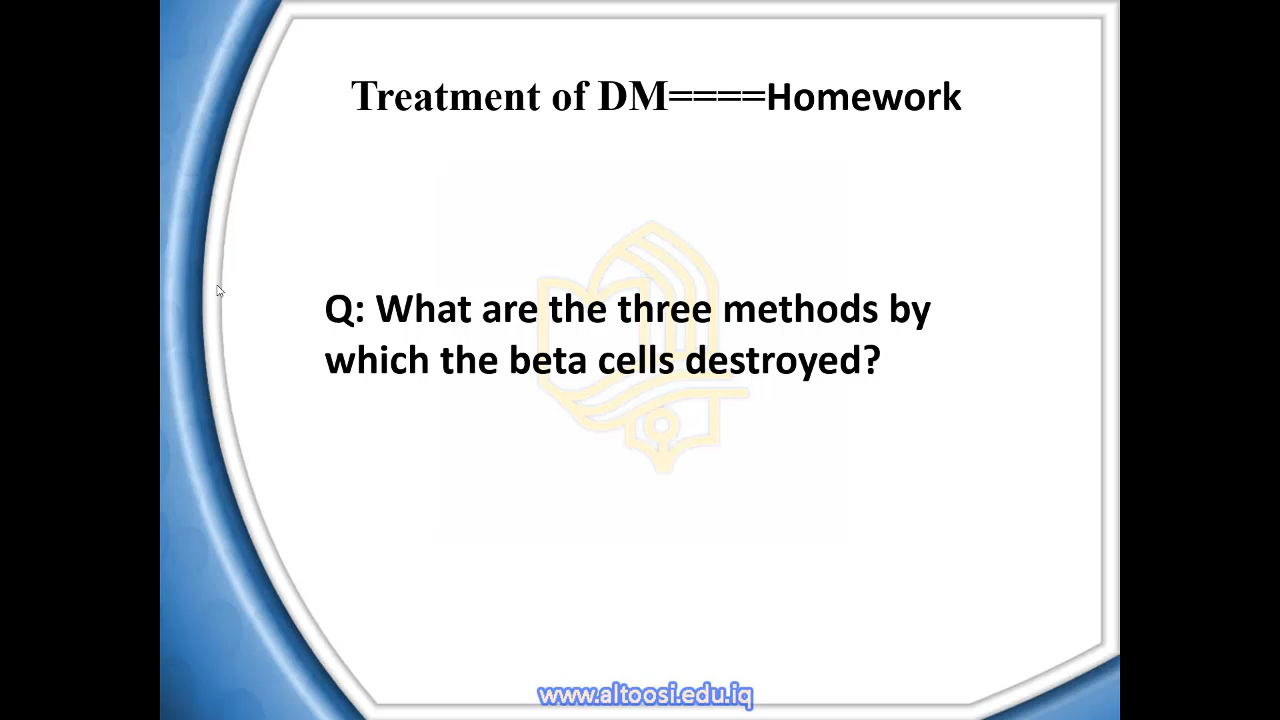 Treatment of DM====Homework
Q: What are the three methods by
which the beta cells destroyed?
www.altoosi.edu.iq